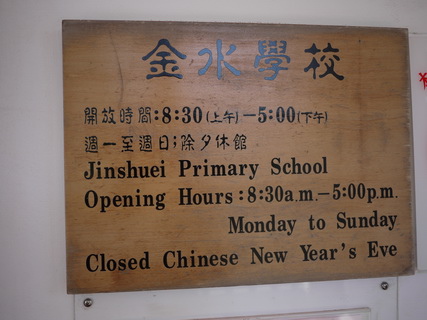 金水學校
開放時間:8:30(上午)—5:00(下午)
週一至週日;除夕休館
Jinshuei Primary School
Opening Hours:8:30a.m.—5:00p.m.
Monday to Sunday
Closed Chinese New Year's Eve